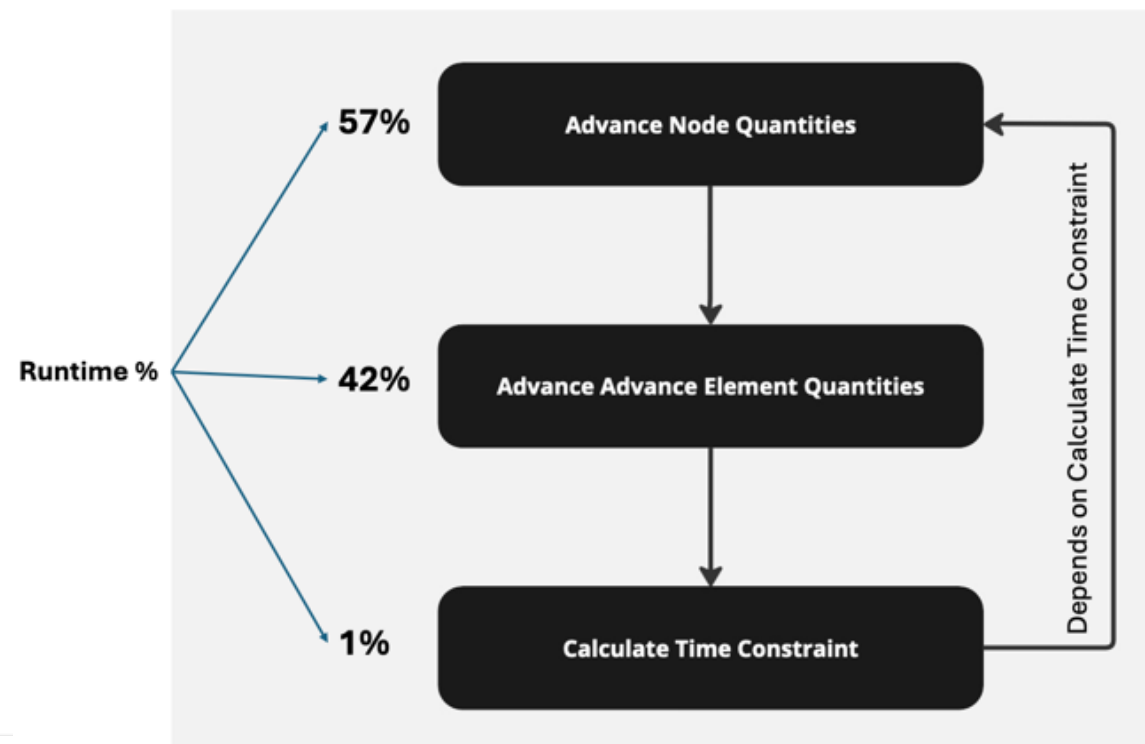 57%
Advance Node Quantities
Runtime %
42%
Advance Advance Element Quantities
Depends on Calculate Time Constraint
1%
Calculate Time Constraint